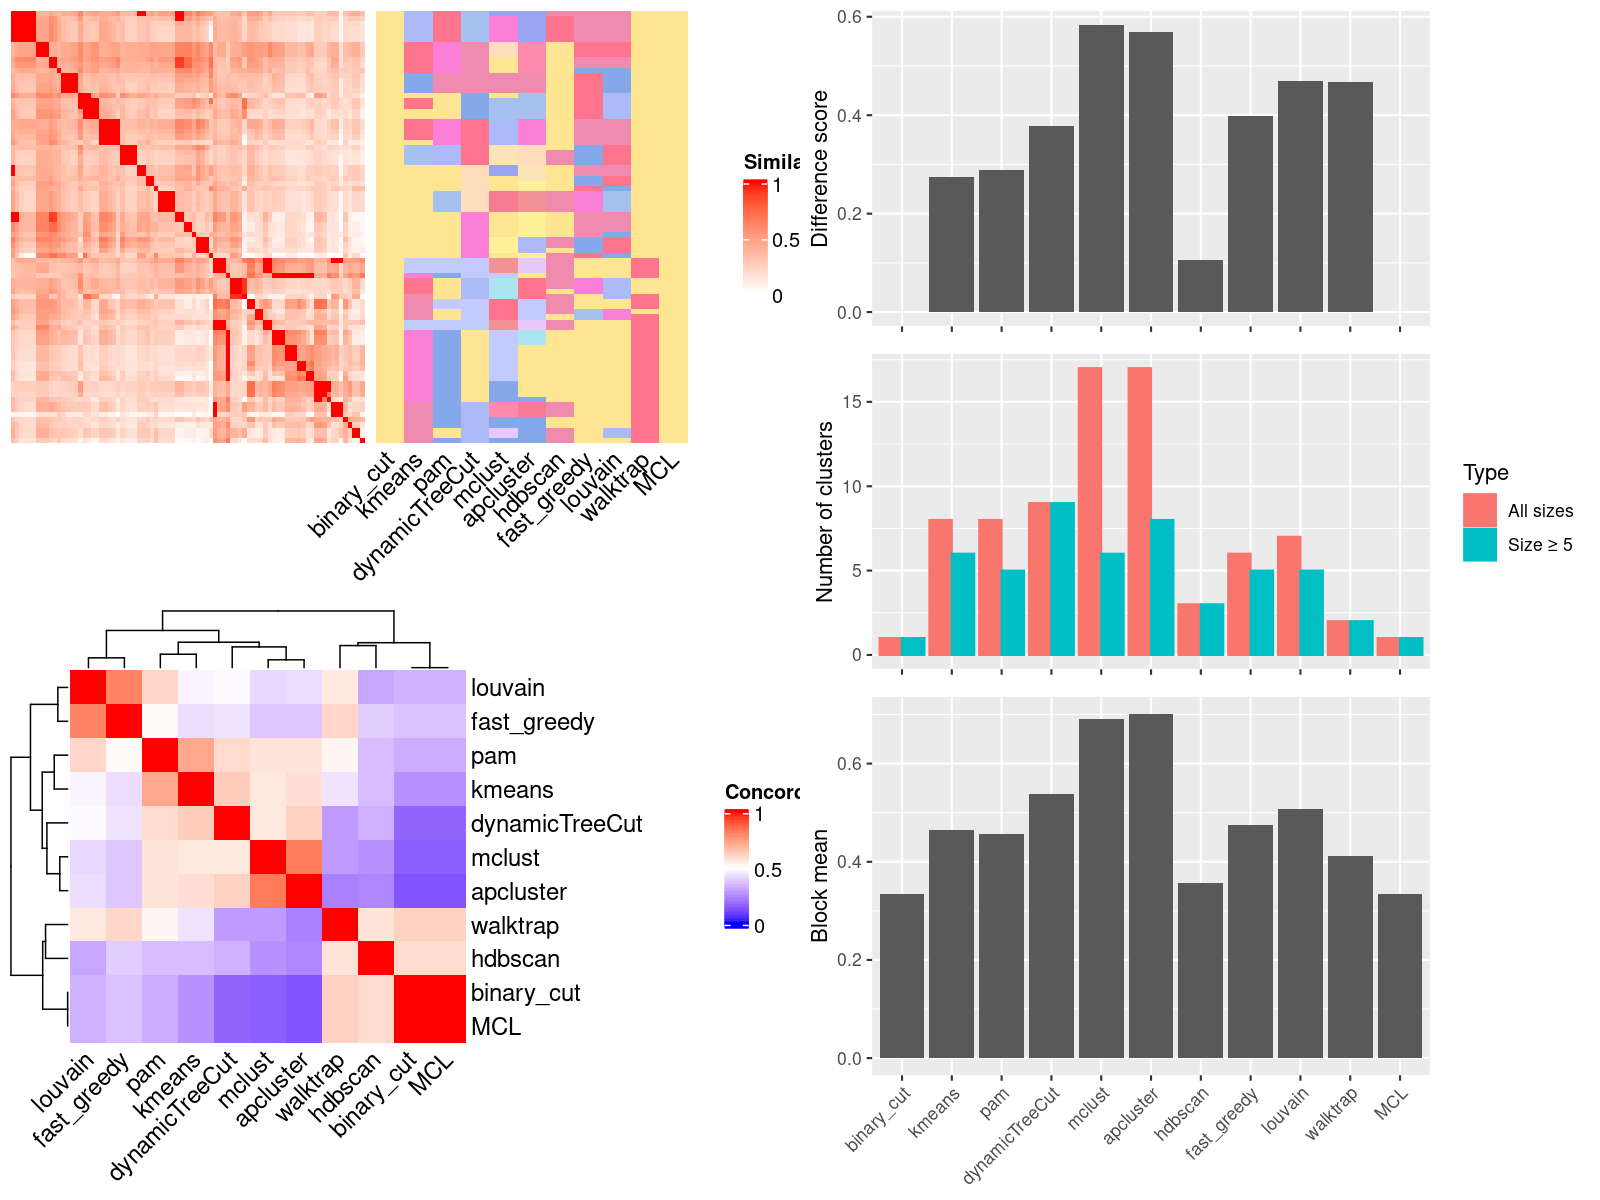 Simila
1
0.5
0
binary_cut
kmeans
pam
dynamicTreeCut
mclust
apcluster
hdbscan
fast_greedy
louvain
walktrap
MCL
louvain
fast_greedy
pam
kmeans
dynamicTreeCut
mclust
apcluster
walktrap
hdbscan
binary_cut
MCL
louvain
fast_greedy
pam
kmeans
dynamicTreeCut
mclust
apcluster
walktrap
hdbscan
binary_cut
MCL
Concord
1
0.5
0
Difference score
0.6
0.4
0.2
0.0
Number of clusters
15
10
5
0
Type
All sizes
Size ≥ 5
Block mean
0.6
0.4
0.2
0.0
binary_cut
kmeans
pam
dynamicTreeCut
mclust
apcluster
hdbscan
fast_greedy
louvain
walktrap
MCL